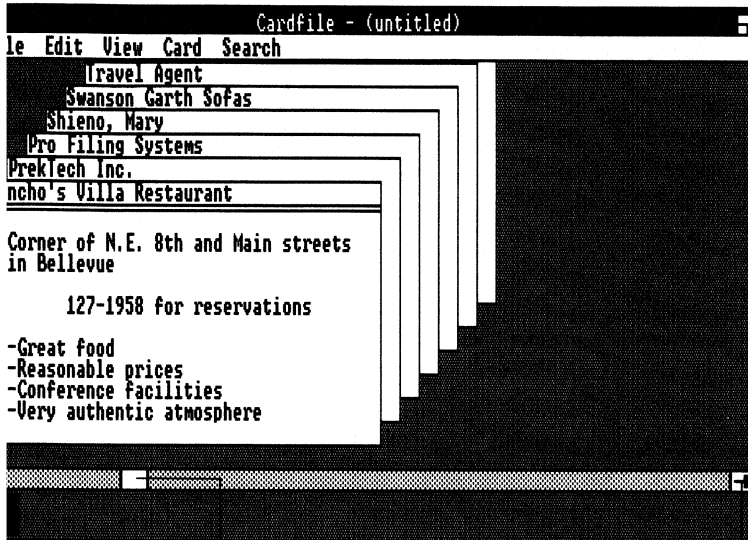 Cardfile - (untitled)
le Edit View Card Search
Travel Agent
Swanson Garth Sofas
Shieno, Mary
Pro Filing Systems
PrekTech Inc.
ncho's Villa Restaurant
Corner of N.E. 8th and Main streets
in Bellevue
127-1958 for reservations
-Great food
-Reasonable prices
-Conference facilities
-Very authentic atmosphere